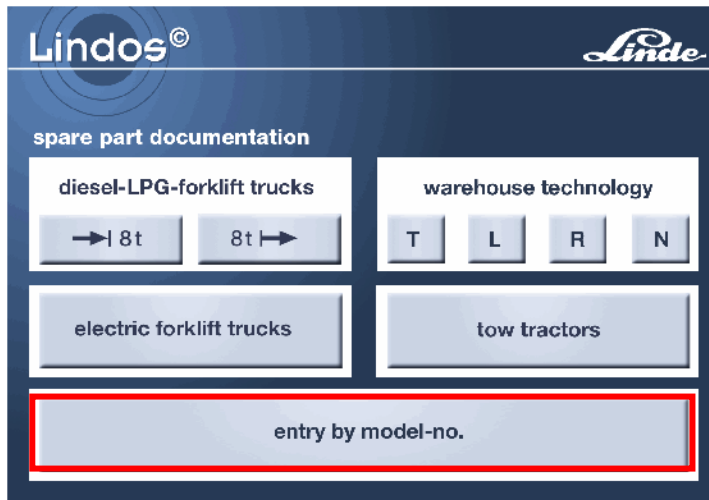 Lindos©
Linde
spare part documentation
diesel-LPG-forklift trucks
8t
8t
warehouse technology
T L R N
electric forklift trucks
tow tractors
entry by model-no.